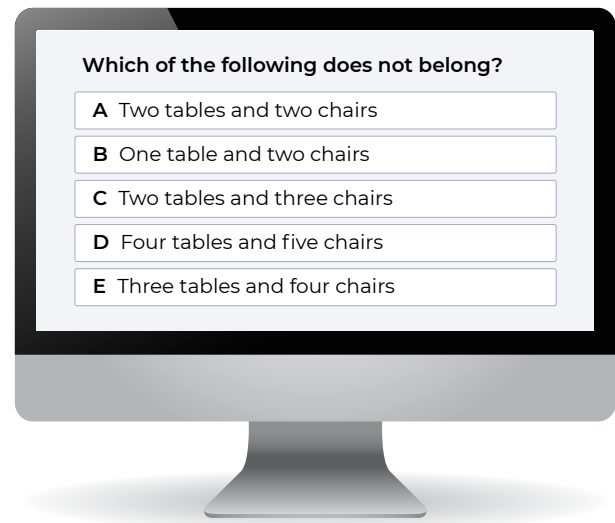 Which of the following does not belong?
A Two tables and two chairs
B One table and two chairs
C Two tables and three chairs
D Four tables and five chairs
E Three tables and four chairs